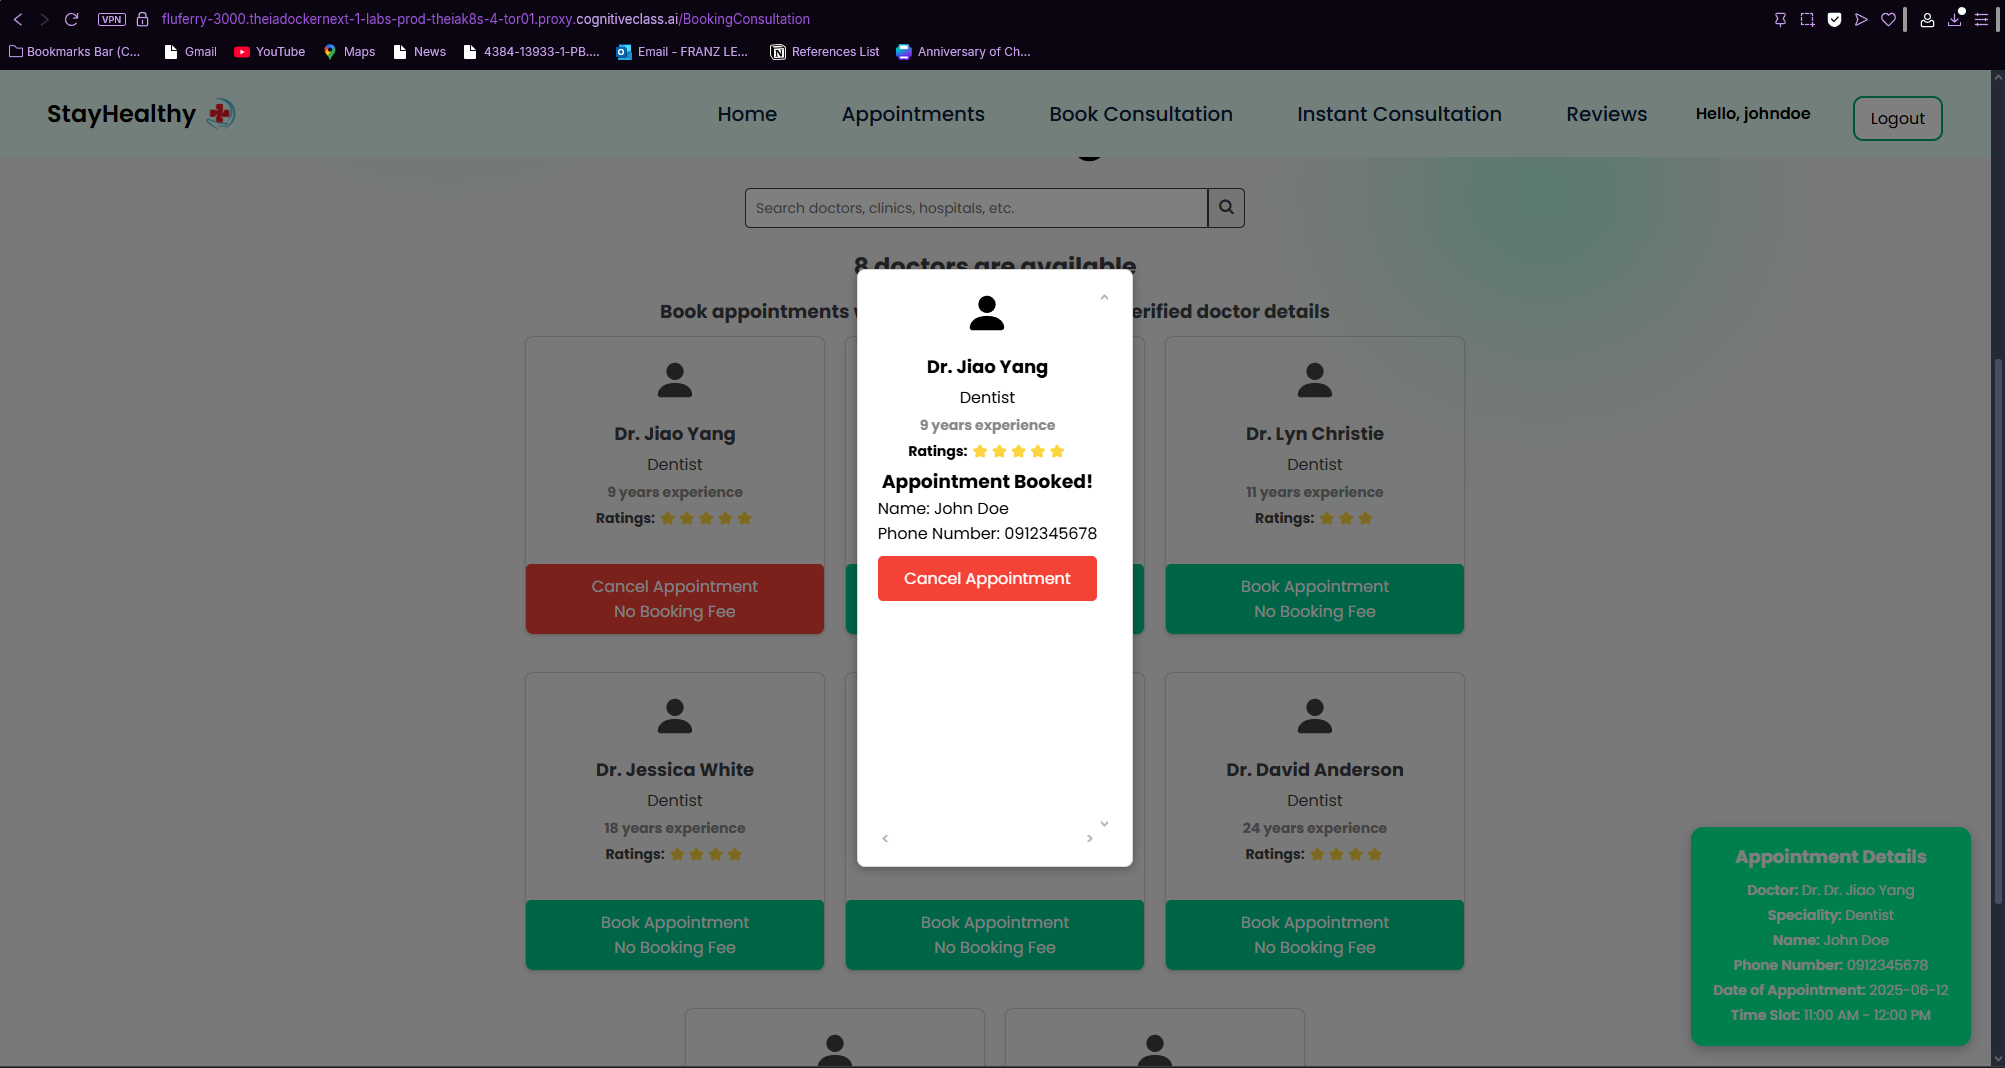 VPN
fluferry-3000.theiadockernext-1-labs-prod-theiak8s-4-tor01.proxy.cognitiveclass.ai/BookingConsultation
Bookmarks Bar (C...
Gmail
YouTube
Maps
News
4384-13933-1-PB....
Email - FRANZ LE...
References List
Anniversary of Ch...
StayHealthy
Home
Appointments
Book Consultation
Instant Consultation
Reviews
Hello, johndoe
Logout
Search doctors, clinics, hospitals, etc.
8 doctors are available
Book appointments
erified doctor details
Dr. Jiao Yang
Dentist
9 years experience
Ratings:
Cancel Appointment
No Booking Fee
Dr. Jiao Yang
Dentist
9 years experience
Ratings:
Appointment Booked!
Name: John Doe
Phone Number: 0912345678
Cancel Appointment
Dr. Lyn Christie
Dentist
11 years experience
Ratings:
Book Appointment
No Booking Fee
Dr. Jessica White
Dentist
18 years experience
Ratings:
Book Appointment
No Booking Fee
Book Appointment
No Booking Fee
Dr. David Anderson
Dentist
24 years experience
Ratings:
Book Appointment
No Booking Fee
Appointment Details
Doctor: Dr. Dr. Jiao Yang
Speciality: Dentist
Name: John Doe
Phone Number: 0912345678
Date of Appointment: 2025-06-12
Time Slot: 11:00 AM - 12:00 PM